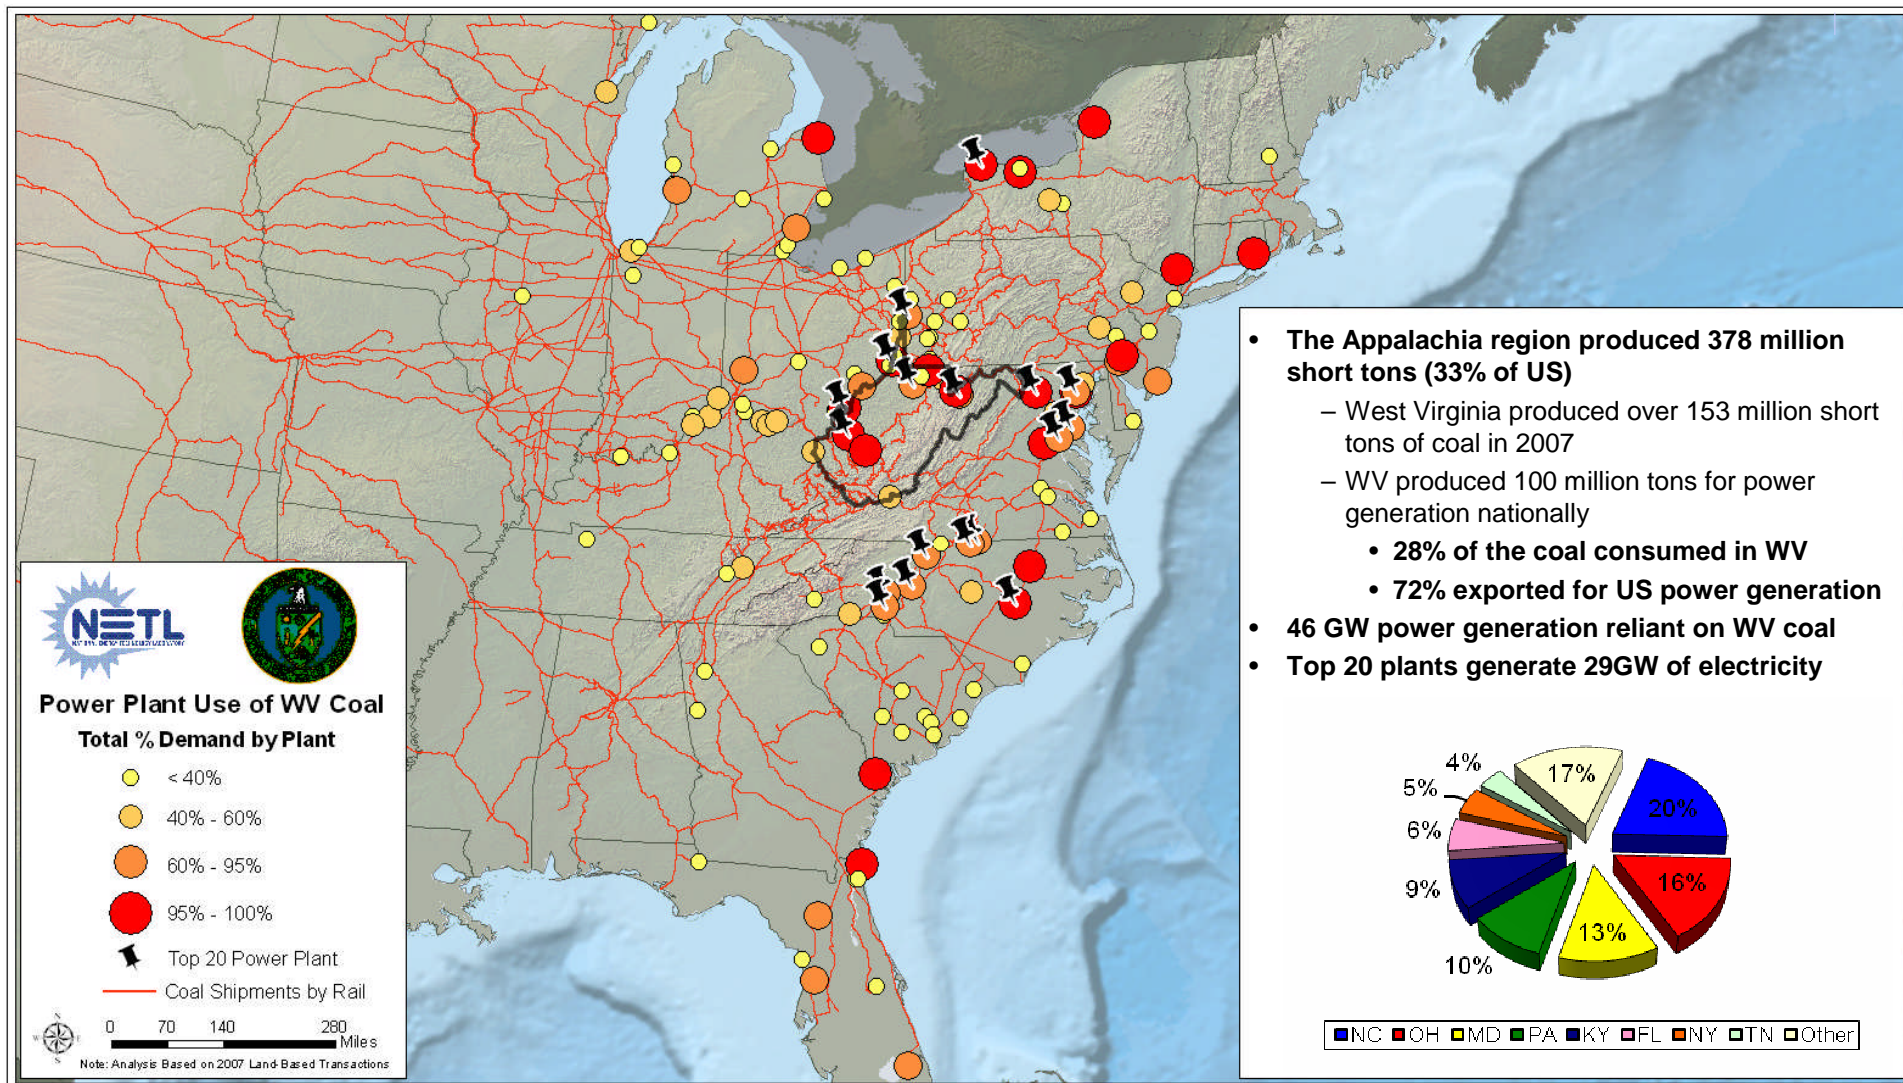 NETL
NATIONAL ENERGY TECHNOLOGY LABORATORY
Power Plant Use of WV Coal
Total % Demand by Plant
< 40%
40% - 60%
60% - 95%
95% - 100%
Top 20 Power Plant
Coal Shipments by Rail
N
W E
S
0 70 140 280
Miles
Note: Analysis Based on 2007 Land-Based Transactions
• The Appalachia region produced 378 million
short tons (33% of US)
– West Virginia produced over 153 million short
tons of coal in 2007
– WV produced 100 million tons for power
generation nationally
• 28% of the coal consumed in WV
• 72% exported for US power generation
• 46 GW power generation reliant on WV coal
• Top 20 plants generate 29GW of electricity
20%
16%
13%
10%
9%
6%
5%
4%
17%
NC OH MD PA KY FL NY TN Other